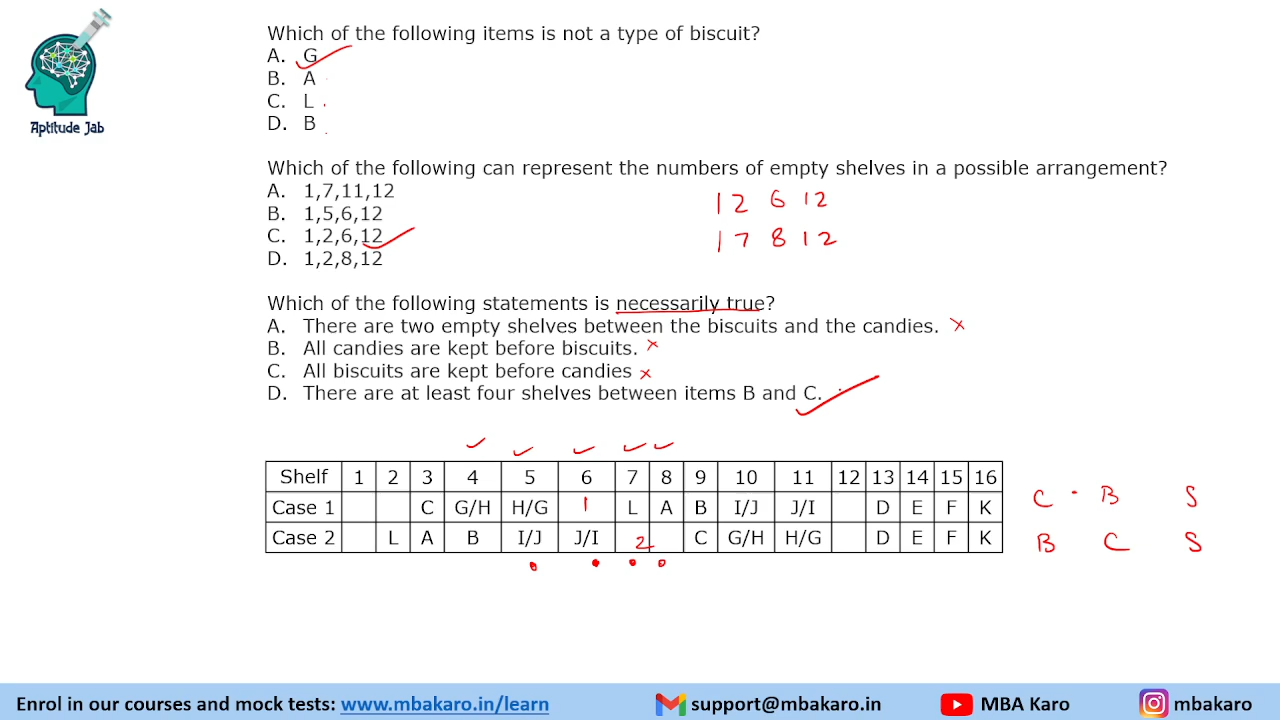 Aptitude Jab
Which of the following items is not a type of biscuit?
A. G
B. A
C. L
D. B
Which of the following can represent the numbers of empty shelves in a possible arrangement?
A. 1,7,11,12
B. 1,5,6,12
C. 1,2,6,12
D. 1,2,8,12
1 2 6 12
1 7 8 12
Which of the following statements is necessarily true?
A. There are two empty shelves between the biscuits and the candies.
B. All candies are kept before biscuits.
C. All biscuits are kept before candies
D. There are at least four shelves between items B and C.
Shelf 1 2 3 4 5 6 7 8 9 10 11 12 13 14 15 16
Case 1 C G/H H/G 1 L A B I/J J/I D E F K
C B S
Case 2 L A B I/J J/I 2 C G/H H/G D E F K
B C S
Enrol in our courses and mock tests: www.mbakaro.in/learn support@mbakaro.in MBA Karo mbakaro